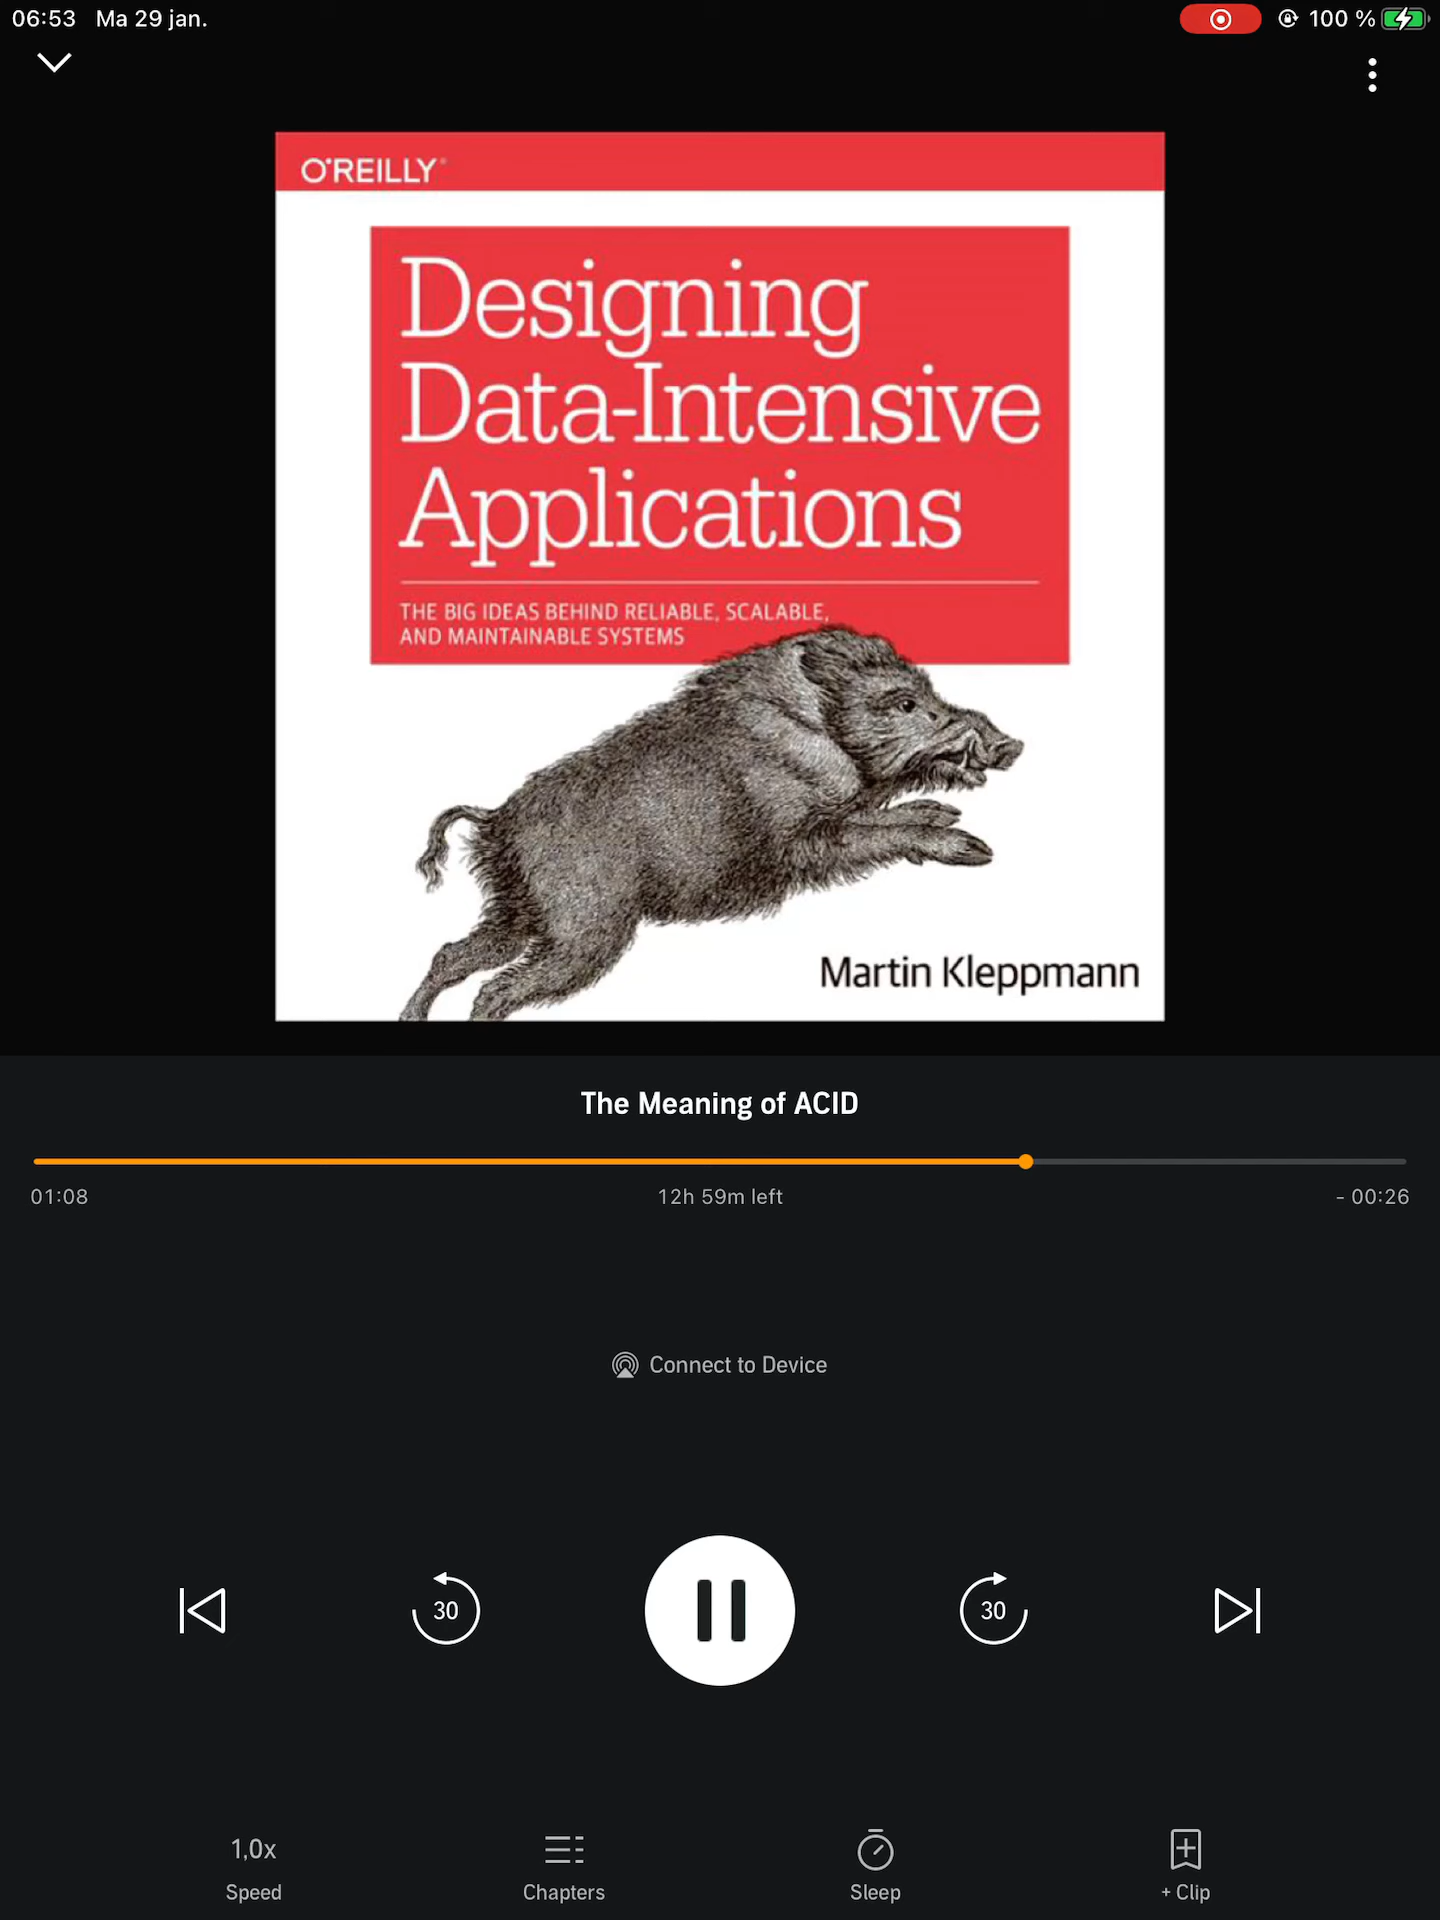 06:53 Ma 29 jan. 100 %
O'REILLY®
Designing
Data-Intensive
Applications
THE BIG IDEAS BEHIND RELIABLE, SCALABLE,
AND MAINTAINABLE SYSTEMS
Martin Kleppmann
The Meaning of ACID
01:08 12h 59m left - 00:26
Connect to Device
30 30
1,0x
Speed Chapters Sleep + Clip